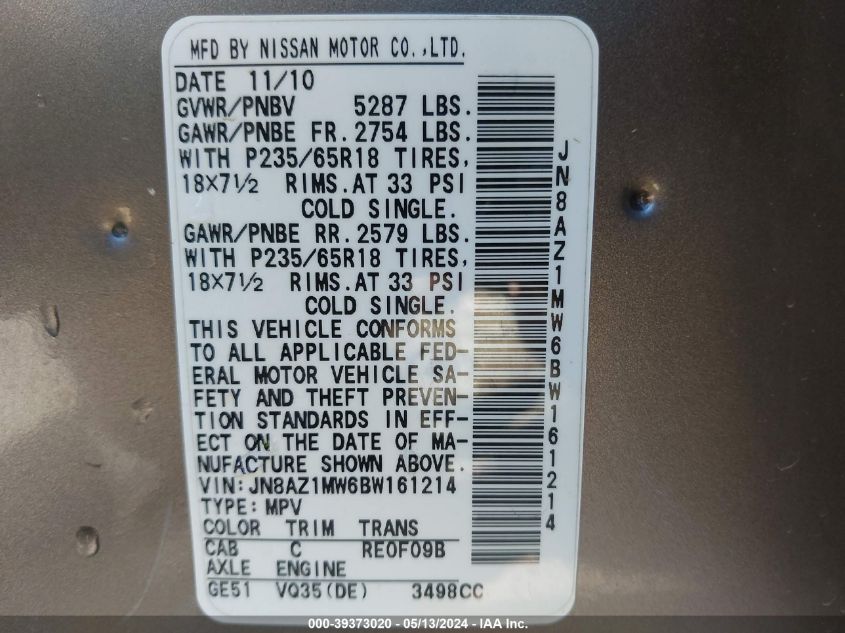 MFD BY NISSAN MOTOR CO.,LTD.
DATE 11/10
GVWR/PNBV 5287 LBS.
GAWR/PNBE FR. 2754 LBS.
WITH P235/65R18 TIRES,
18X7½ RIMS.AT 33 PSI
COLD SINGLE.
GAWR/PNBE RR. 2579 LBS.
WITH P235/65R18 TIRES,
18X7½ RIMS.AT 33 PSI
COLD SINGLE.
THIS VEHICLE CONFORMS
TO ALL APPLICABLE FED-
ERAL MOTOR VEHICLE SA-
FETY AND THEFT PREVEN-
TION STANDARDS IN EFF-
ECT ON THE DATE OF MA-
NUFACTURE SHOWN ABOVE.
VIN:JN8AZ1MW6BW161214
TYPE:MPV
COLOR TRIM TRANS
CAB C RE0F09B
AXLE ENGINE
GE51 VQ35(DE) 3498CC
JN8AZ1MW6BW161214
000-39373020 - 05/13/2024 - IAA Inc.